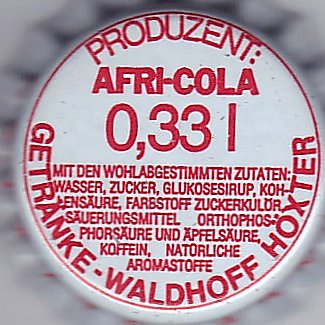 PRODUZENT:
AFRI-COLA
0,33 l
MIT DEN WOHLABGESTIMMTEN ZUTATEN:
WASSER, ZUCKER, GLUKOSESIRUP, KOH-
LENSÄURE, FARBSTOFF ZUCKERKULÖR,
SÄUERUNGSMITTEL ORTHOPHOS-
PHORSÄURE UND ÄPFELSÄURE,
KOFFEIN, NATÜRLICHE
AROMASTOFFE
GETRÄNKE-WALDHOFF HÖXTER